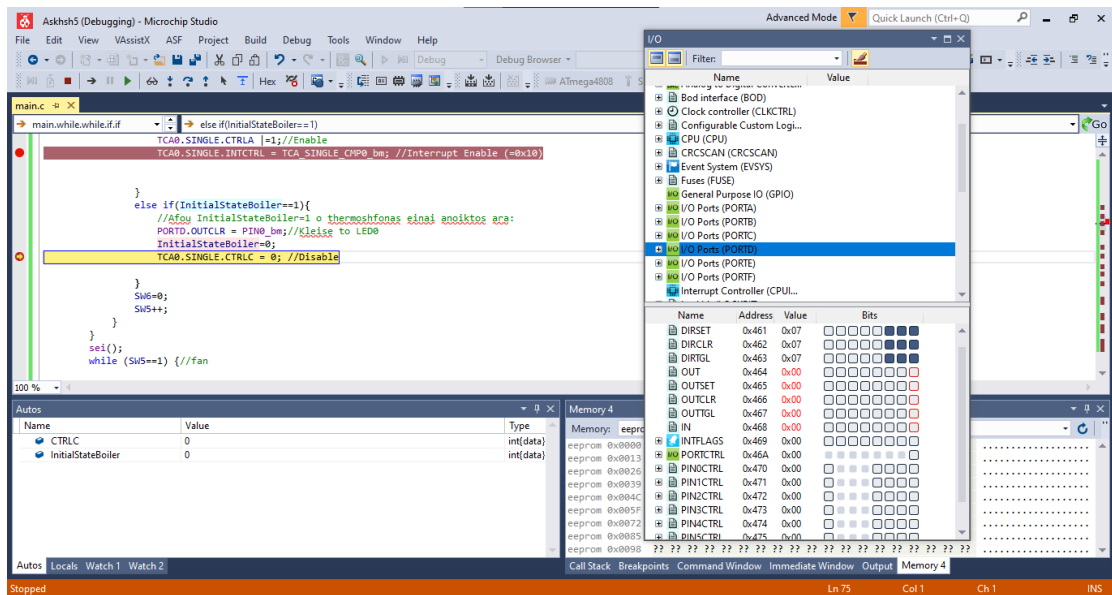 Askhsh5 (Debugging) - Microchip Studio
Advanced Mode
Quick Launch (Ctrl+Q)
File Edit View VAssistX ASF Project Build Debug Tools Window Help
Debug
Debug Browser
Hex
ATmega4808
main.c
main.while.while.if.if
else if(InitialStateBoiler==1)
Go
TCA0.SINGLE.CTRLA |=1;//Enable
TCA0.SINGLE.INTCTRL = TCA_SINGLE_CMP0_bm; //Interrupt Enable (=0x10)
}
else if(InitialStateBoiler==1){
//Afou InitialStateBoiler=1 o thermoshfonas einai anoiktos ara:
PORTD.OUTCLR = PIN0_bm;//Kleise to LED0
InitialStateBoiler=0;
TCA0.SINGLE.CTRLC = 0; //Disable
}
SW6=0;
SW5++;
}
}
sei();
while (SW5==1) {//fan
100 %
I/O
Filter:
Name Value
Bod interface (BOD)
Clock controller (CLKCTRL)
Configurable Custom Logi...
CPU (CPU)
CRCSCAN (CRCSCAN)
Event System (EVSYS)
Fuses (FUSE)
General Purpose IO (GPIO)
I/O Ports (PORTA)
I/O Ports (PORTB)
I/O Ports (PORTC)
I/O Ports (PORTD)
I/O Ports (PORTE)
I/O Ports (PORTF)
Interrupt Controller (CPUI...
Name Address Value Bits
DIRSET 0x461 0x07
DIRCLR 0x462 0x07
DIRTGL 0x463 0x07
OUT 0x464 0x00
OUTSET 0x465 0x00
OUTCLR 0x466 0x00
OUTTGL 0x467 0x00
IN 0x468 0x00
INTFLAGS 0x469 0x00
PORTCTRL 0x46A 0x00
PIN0CTRL 0x470 0x00
PIN1CTRL 0x471 0x00
PIN2CTRL 0x472 0x00
PIN3CTRL 0x473 0x00
PIN4CTRL 0x474 0x00
PIN5CTRL 0x475 0x00
Autos
Name Value Type
CTRLC 0 int{data}
InitialStateBoiler 0 int{data}
Autos Locals Watch 1 Watch 2
Memory 4
Memory: eepro
eeprom 0x0000
eeprom 0x0013
eeprom 0x0026
eeprom 0x0039
eeprom 0x004C
eeprom 0x005F
eeprom 0x0072
eeprom 0x0085
eeprom 0x0098 ?? ?? ?? ?? ?? ?? ?? ?? ?? ?? ?? ?? ?? ?? ?? ?? ?? ?? ?? ...................
Call Stack Breakpoints Command Window Immediate Window Output Memory 4
Stopped
Ln 75 Col 1 Ch 1 INS